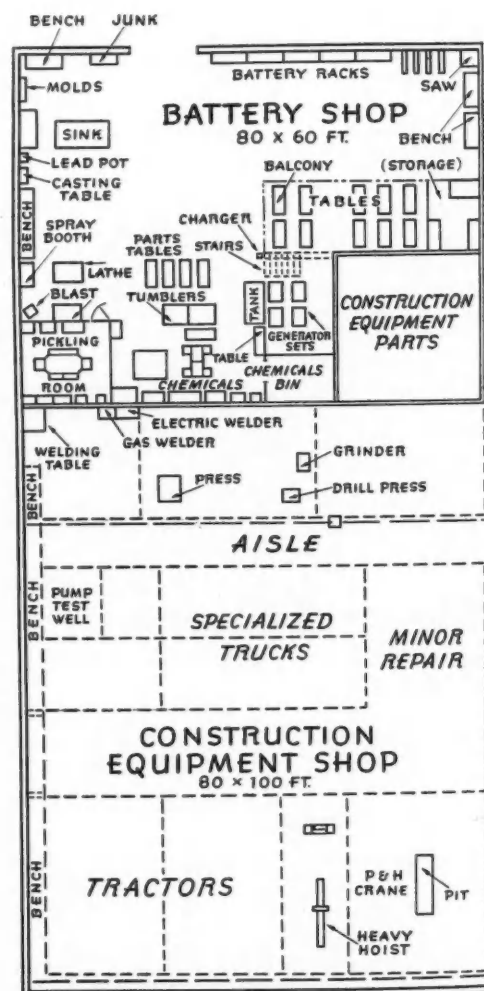 BENCH
JUNK
MOLDS
BATTERY RACKS
SAW
BATTERY SHOP
80 X 60 FT.
SINK
BENCH
LEAD POT
CASTING
TABLE
BALCONY
(STORAGE)
TABLES
BENCH
SPRAY
BOOTH
LATHE
PARTS
TABLES
CHARGER
STAIRS
BLAST
TUMBLERS
TANK
CONSTRUCTION
EQUIPMENT
PARTS
PICKLING
ROOM
TABLE
GENERATOR
SETS
CHEMICALS
CHEMICALS
BIN
ELECTRIC WELDER
GAS WELDER
WELDING
TABLE
GRINDER
PRESS
DRILL PRESS
BENCH
AISLE
BENCH
PUMP
TEST
WELL
SPECIALIZED
TRUCKS
MINOR
REPAIR
CONSTRUCTION
EQUIPMENT SHOP
80 X 100 FT.
BENCH
TRACTORS
P & H
CRANE
PIT
HEAVY
HOIST